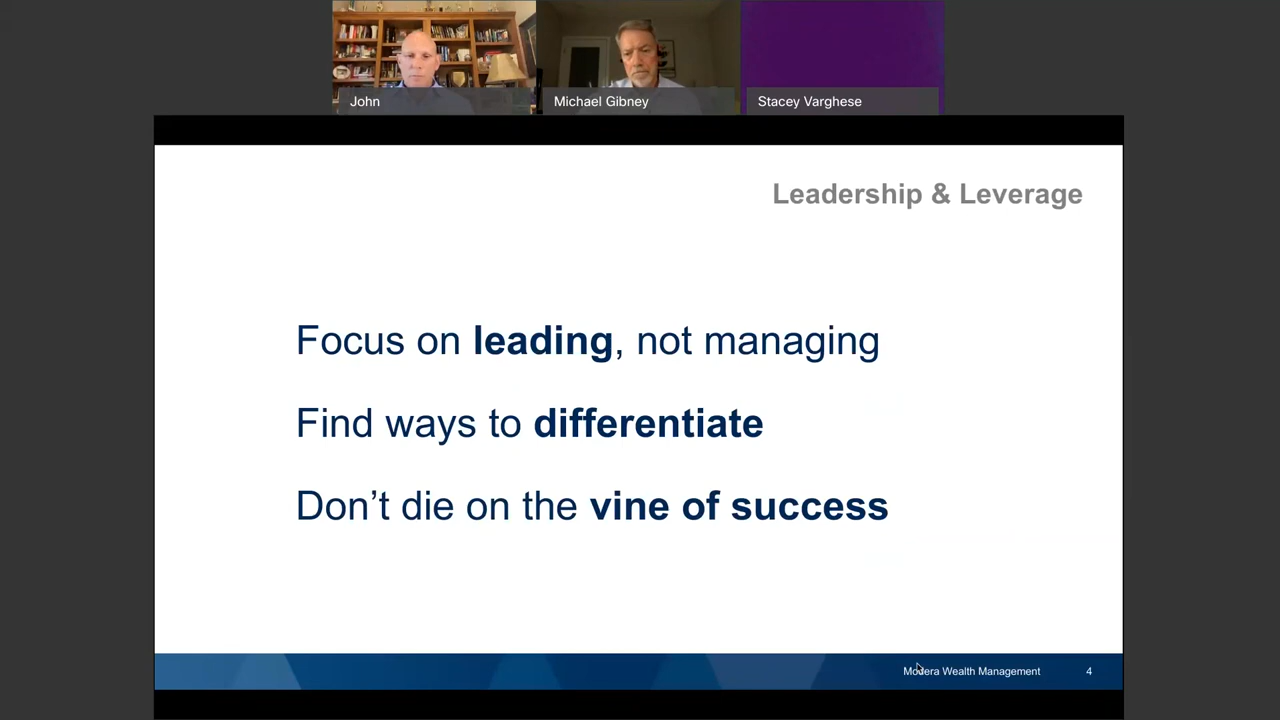 John
Michael Gibney
Stacey Varghese
Leadership & Leverage
Focus on leading, not managing
Find ways to differentiate
Don’t die on the vine of success
Modera Wealth Management
4